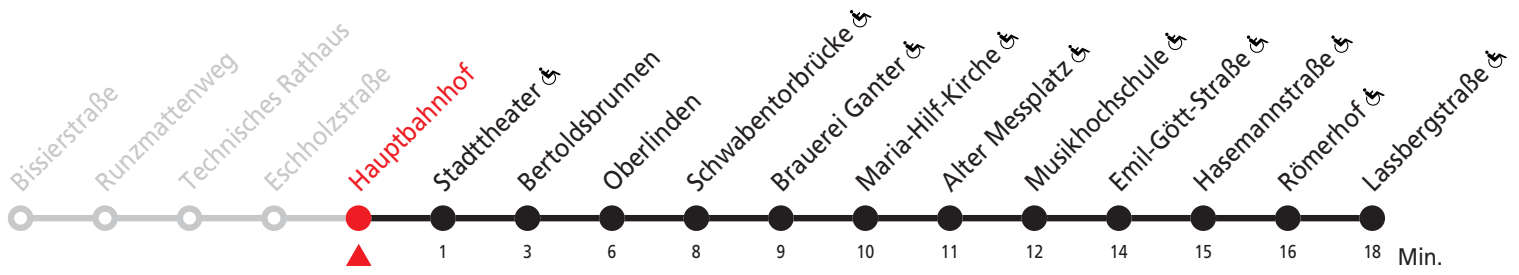 Bissierstraße
Runzmattenweg
Technisches Rathaus
Eschholzstraße
Hauptbahnhof
Stadttheater
Bertoldsbrunnen
Oberlinden
Schwabentorbrücke
Brauerei Ganter
Maria-Hilf-Kirche
Alter Messplatz
Musikhochschule
Emil-Gött-Straße
Hasemannstraße
Römerhof
Lassbergstraße
1 3 6 8 9 10 11 12 14 15 16 18 Min.